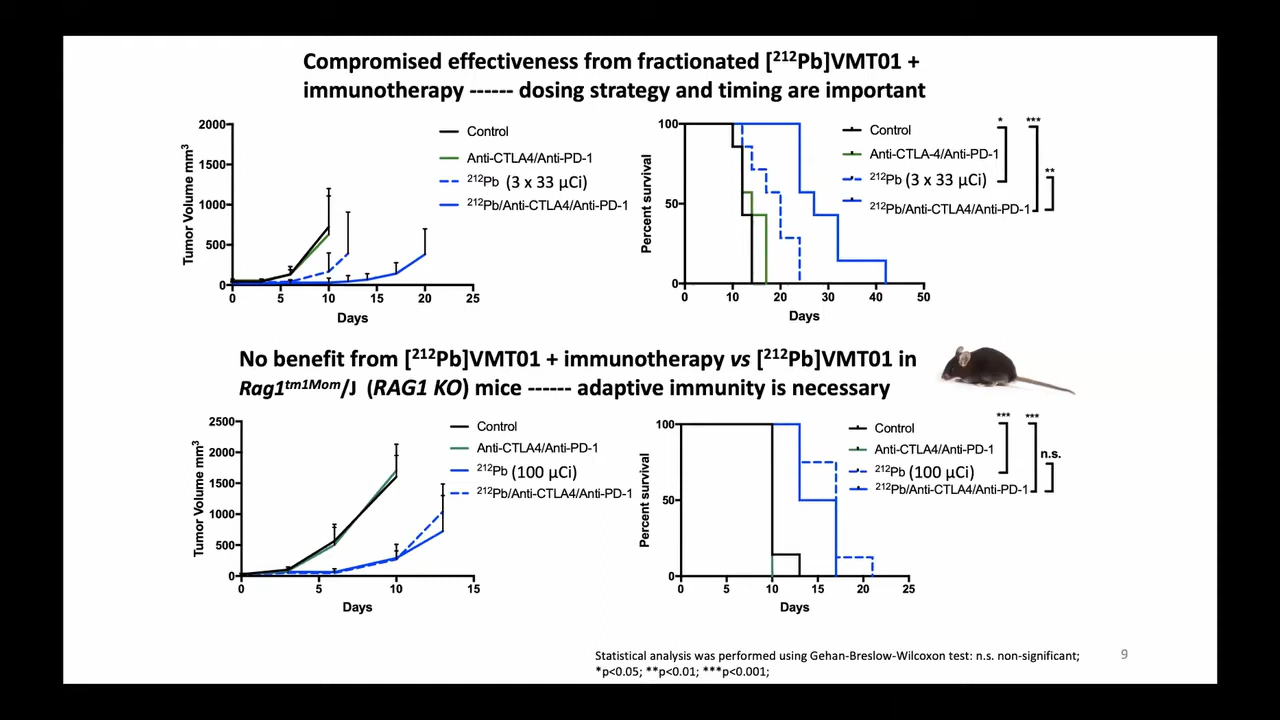 Compromised effectiveness from fractionated [²¹²Pb]VMT01 +
immunotherapy ------ dosing strategy and timing are important
2000
1500
1000
500
0
Tumor Volume mm³
0 5 10 15 20 25
Days
Control
Anti-CTLA4/Anti-PD-1
²¹²Pb (3 x 33 µCi)
²¹²Pb/Anti-CTLA4/Anti-PD-1
100
50
0
Percent survival
0 10 20 30 40 50
Days
Control
Anti-CTLA-4/Anti-PD-1
²¹²Pb (3 x 33 µCi)
²¹²Pb/Anti-CTLA4/Anti-PD-1
* ***
**
No benefit from [²¹²Pb]VMT01 + immunotherapy vs [²¹²Pb]VMT01 in
Rag1ᵗᵐ¹ᴹᵒᵐ/J (RAG1 KO) mice ------ adaptive immunity is necessary
2500
2000
1500
1000
500
0
Tumor Volume mm³
0 5 10 15
Days
Control
Anti-CTLA4/Anti-PD-1
²¹²Pb (100 µCi)
²¹²Pb/Anti-CTLA4/Anti-PD-1
100
50
0
Percent survival
0 5 10 15 20 25
Days
Control
Anti-CTLA4/Anti-PD-1
²¹²Pb (100 µCi)
²¹²Pb/Anti-CTLA4/Anti-PD-1
*** ***
n.s.
Statistical analysis was performed using Gehan-Breslow-Wilcoxon test: n.s. non-significant;
*p<0.05; **p<0.01; ***p<0.001;
9